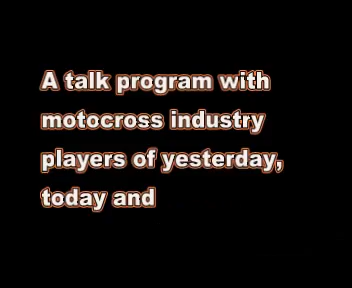 A talk program with
motocross industry
players of yesterday,
today and